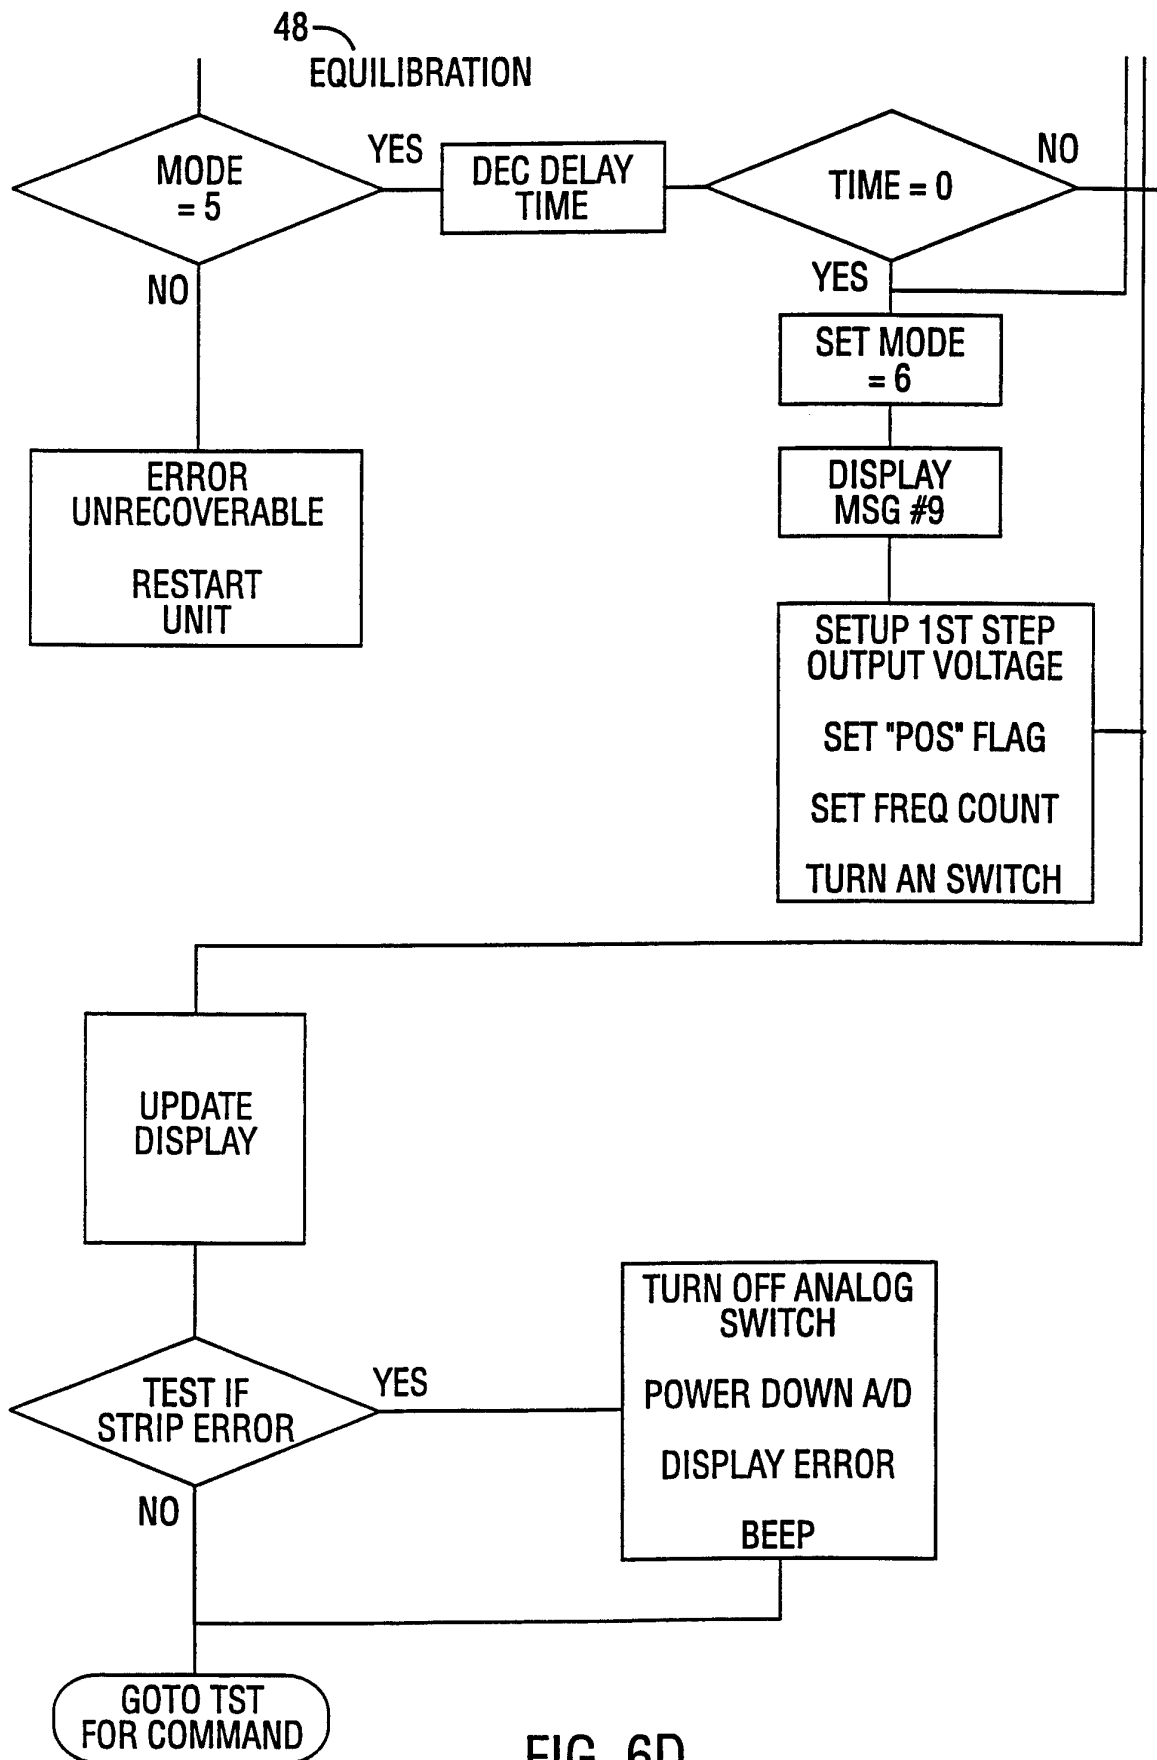 48
EQUILIBRATION
MODE
= 5
YES
DEC DELAY
TIME
TIME = 0
NO
NO
YES
SET MODE
= 6
DISPLAY
MSG #9
ERROR
UNRECOVERABLE
RESTART
UNIT
SETUP 1ST STEP
OUTPUT VOLTAGE
SET "POS" FLAG
SET FREQ COUNT
TURN AN SWITCH
UPDATE
DISPLAY
TEST IF
STRIP ERROR
YES
TURN OFF ANALOG
SWITCH
POWER DOWN A/D
DISPLAY ERROR
BEEP
NO
GOTO TST
FOR COMMAND
FIG. 6D